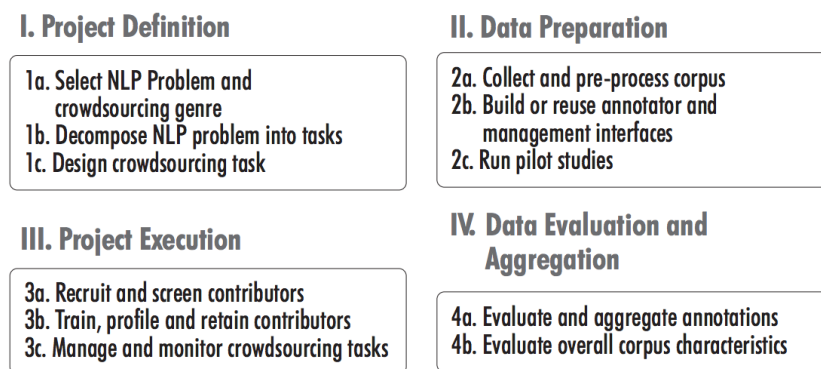 I. Project Definition
1a. Select NLP Problem and
crowdsourcing genre
1b. Decompose NLP problem into tasks
1c. Design crowdsourcing task
II. Data Preparation
2a. Collect and pre-process corpus
2b. Build or reuse annotator and
management interfaces
2c. Run pilot studies
III. Project Execution
3a. Recruit and screen contributors
3b. Train, profile and retain contributors
3c. Manage and monitor crowdsourcing tasks
IV. Data Evaluation and
Aggregation
4a. Evaluate and aggregate annotations
4b. Evaluate overall corpus characteristics